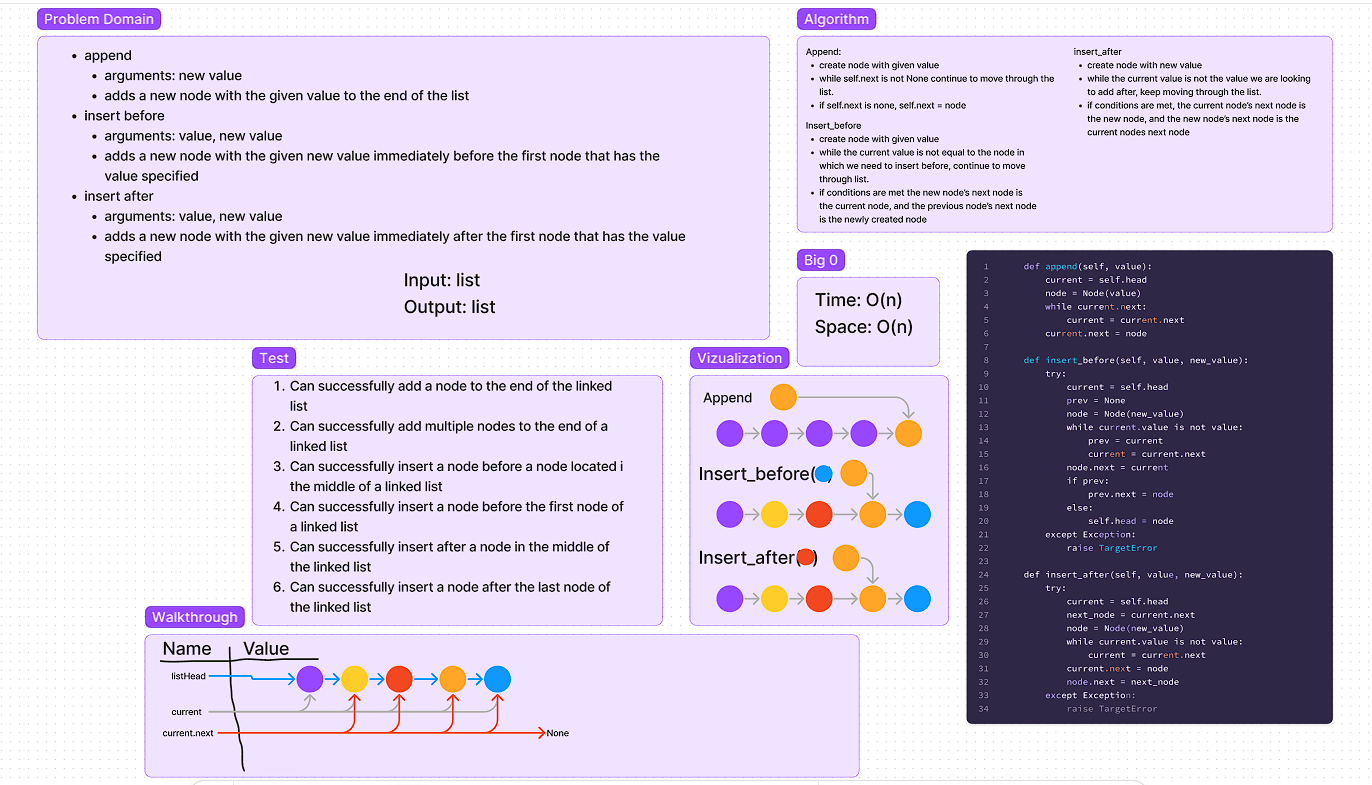 Problem Domain
• append
• arguments: new value
• adds a new node with the given value to the end of the list
• insert before
• arguments: value, new value
• adds a new node with the given new value immediately before the first node that has the
value specified
• insert after
• arguments: value, new value
• adds a new node with the given new value immediately after the first node that has the value
specified
Input: list
Output: list
Algorithm
Append:
• create node with given value
• while self.next is not None continue to move through the
list.
• if self.next is none, self.next = node
Insert_before
• create node with given value
• while the current value is not equal to the node in
which we need to insert before, continue to move
through list.
• if conditions are met the new node's next node is
the current node, and the previous node's next node
is the newly created node
insert_after
• create node with new value
• while the current value is not the value we are looking
to add after, keep moving through the list.
• if conditions are met, the current node's next node is
the new node, and the new node's next node is the
current nodes next node
Big 0
Time: O(n)
Space: O(n)
Test
1. Can successfully add a node to the end of the linked
list
2. Can successfully add multiple nodes to the end of a
linked list
3. Can successfully insert a node before a node located i
the middle of a linked list
4. Can successfully insert a node before the first node of
a linked list
5. Can successfully insert after a node in the middle of
the linked list
6. Can successfully insert a node after the last node of
the linked list
Vizualization
Append
Insert_before( )
Insert_after( )
1 def append(self, value):
2 current = self.head
3 node = Node(value)
4 while current.next:
5 current = current.next
6 current.next = node
7
8 def insert_before(self, value, new_value):
9 try:
10 current = self.head
11 prev = None
12 node = Node(new_value)
13 while current.value is not value:
14 prev = current
15 current = current.next
16 node.next = current
17 if prev:
18 prev.next = node
19 else:
20 self.head = node
21 except Exception:
22 raise TargetError
23
24 def insert_after(self, value, new_value):
25 try:
26 current = self.head
27 next_node = current.next
28 node = Node(new_value)
29 while current.value is not value:
30 current = current.next
31 current.next = node
32 node.next = next_node
33 except Exception:
34 raise TargetError
Walkthrough
Name Value
listHead
current
current.next None